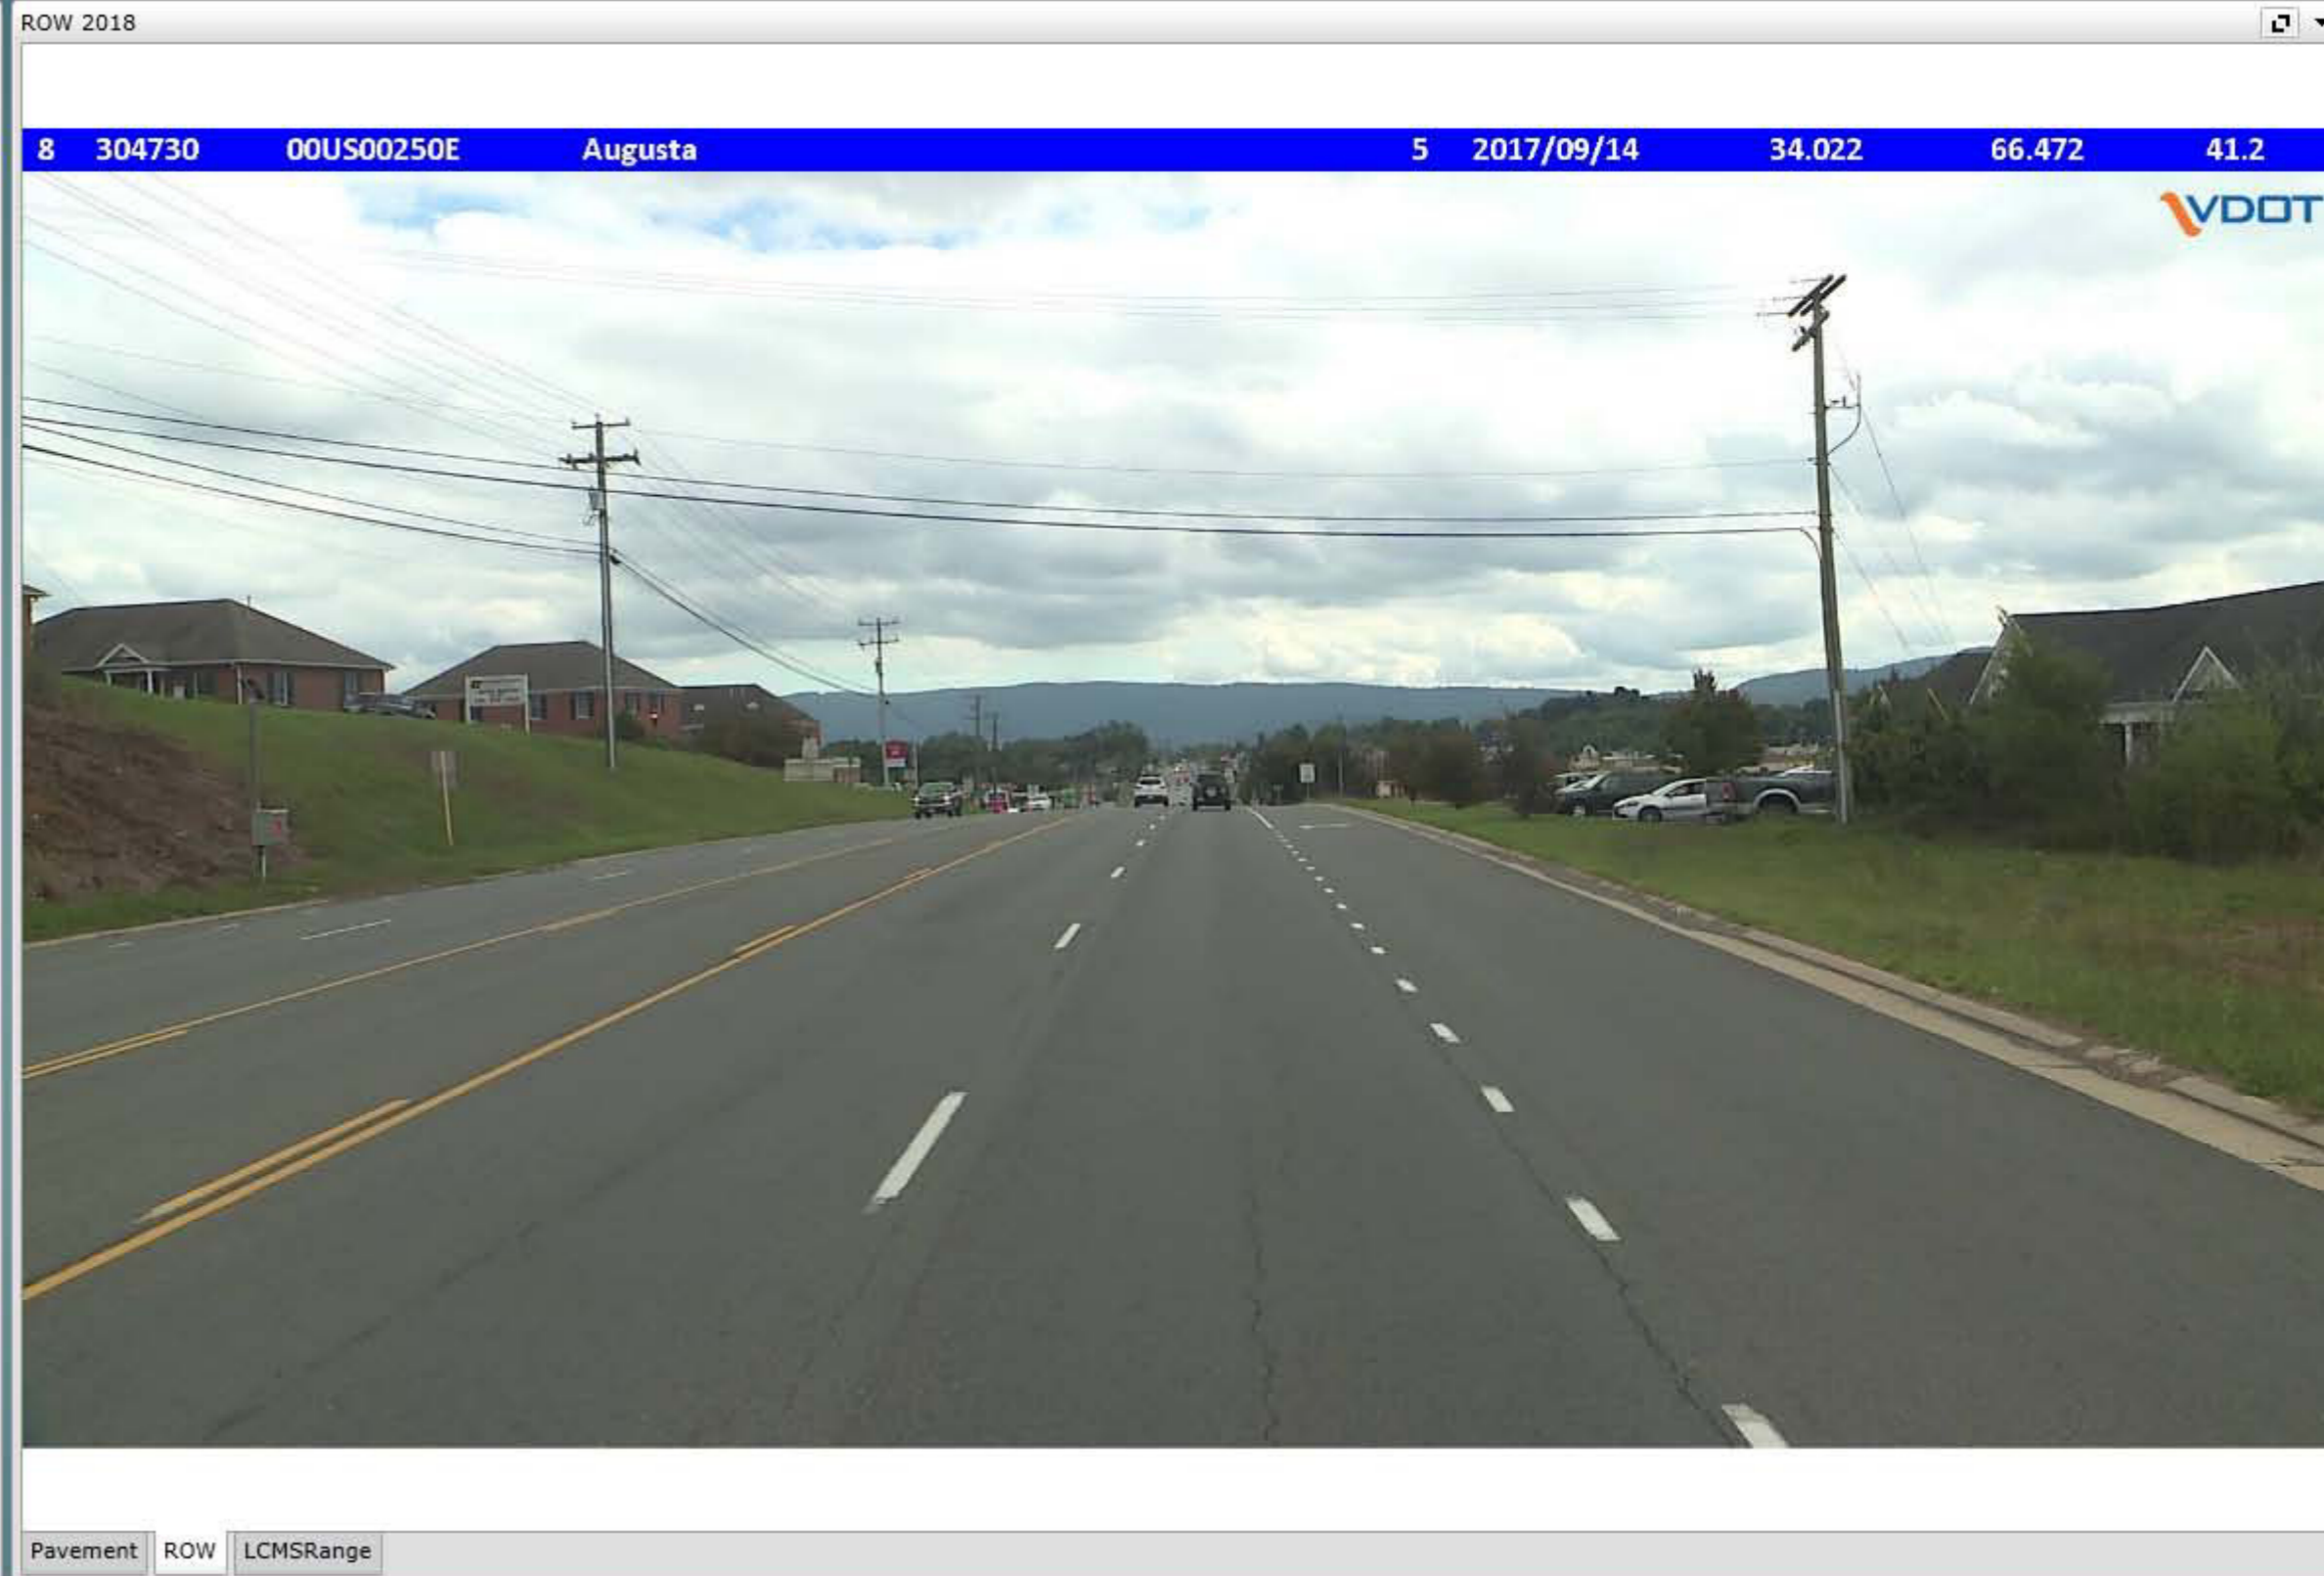 ROW 2018
8 304730 00US00250E Augusta 5 2017/09/14 34.022 66.472 41.2
VDOT
Pavement ROW LCMSRange